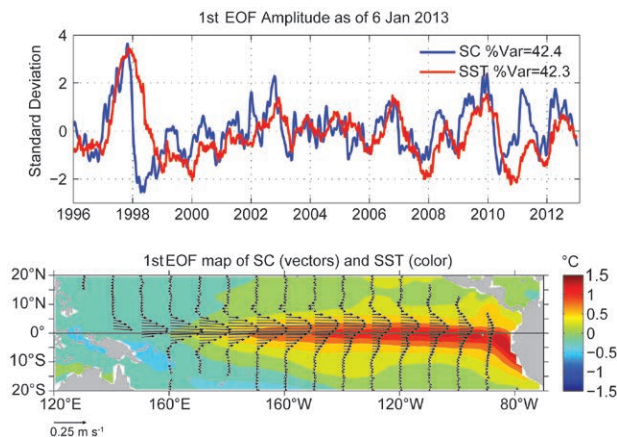 1st EOF Amplitude as of 6 Jan 2013
4
SC %Var=42.4
SST %Var=42.3
2
0
−2
Standard Deviation
1996 1998 2000 2002 2004 2006 2008 2010 2012
1st EOF map of SC (vectors) and SST (color)
°C
20°N
10°N
0°
10°S
20°S
1.5
1
0.5
0
−0.5
−1
−1.5
120°E 160°E 160°W 120°W 80°W
0.25 m s⁻¹